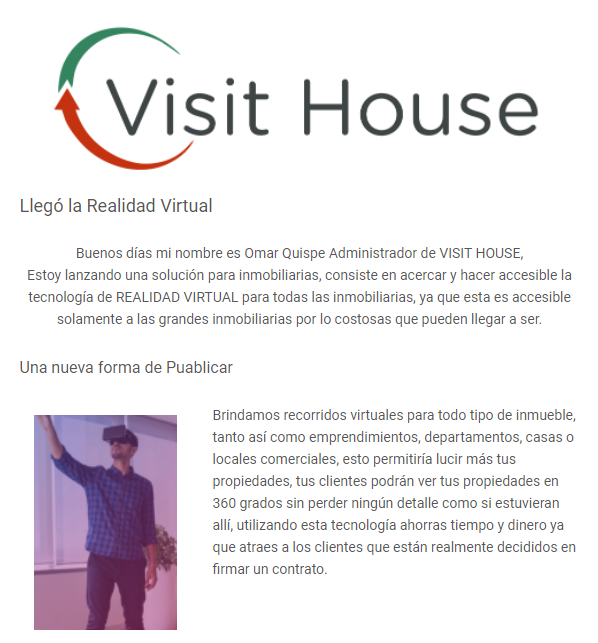 Visit House
Llegó la Realidad Virtual
Buenos días mi nombre es Omar Quispe Administrador de VISIT HOUSE,
Estoy lanzando una solución para inmobiliarias, consiste en acercar y hacer accesible la
tecnología de REALIDAD VIRTUAL para todas las inmobiliarias, ya que esta es accesible
solamente a las grandes inmobiliarias por lo costosas que pueden llegar a ser.
Una nueva forma de Puablicar
Brindamos recorridos virtuales para todo tipo de inmueble,
tanto así como emprendimientos, departamentos, casas o
locales comerciales, esto permitiría lucir más tus
propiedades, tus clientes podrán ver tus propiedades en
360 grados sin perder ningún detalle como si estuvieran
allí, utilizando esta tecnología ahorras tiempo y dinero ya
que atraes a los clientes que están realmente decididos en
firmar un contrato.